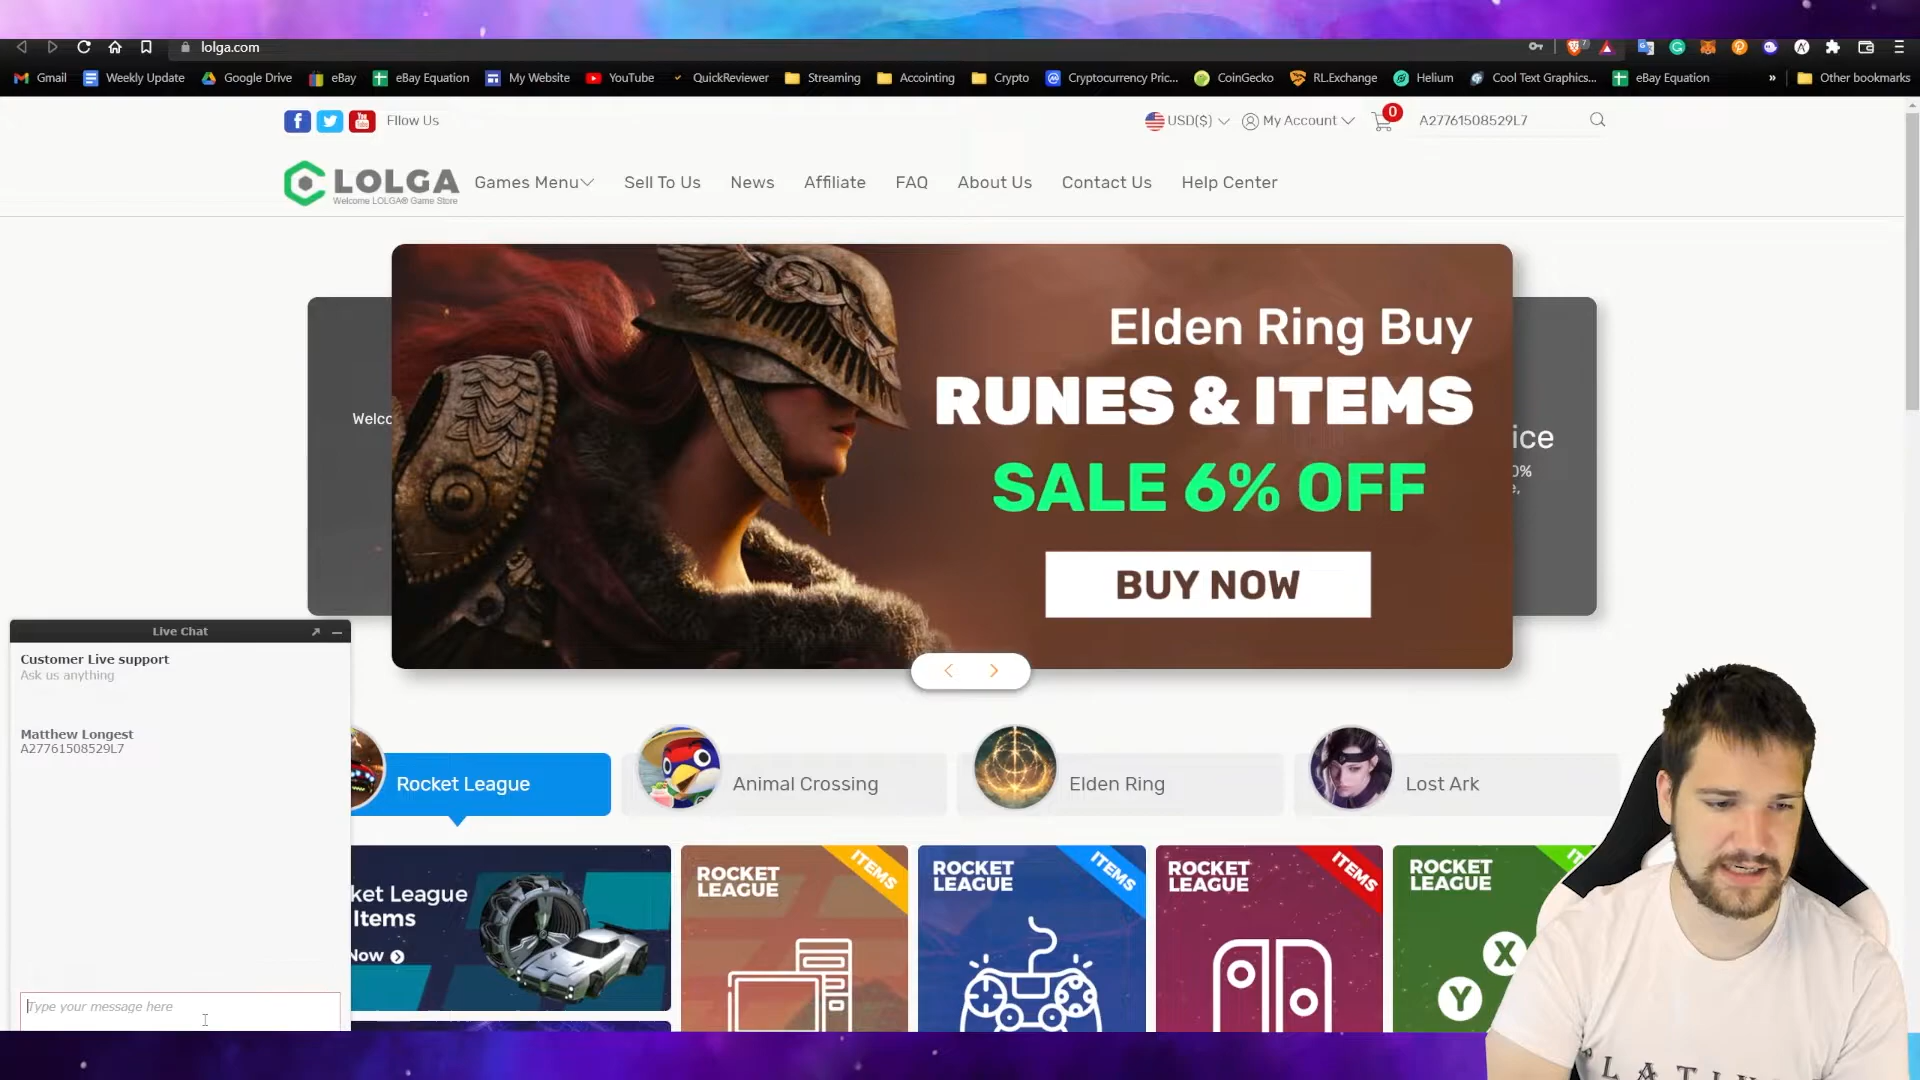 lolga.com
Gmail
Weekly Update
Google Drive
eBay
eBay Equation
My Website
YouTube
QuickReviewer
Streaming
Accointing
Crypto
Cryptocurrency Pric...
CoinGecko
RL.Exchange
Helium
Cool Text Graphics...
eBay Equation
»
Other bookmarks
Fllow Us
USD($)
My Account
0
A27761508529L7
LOLGA
Welcome LOLGA® Game Store
Games Menu
Sell To Us
News
Affiliate
FAQ
About Us
Contact Us
Help Center
Elden Ring Buy
RUNES & ITEMS
SALE 6% OFF
BUY NOW
Welco
ice
0%
Live Chat
Customer Live support
Ask us anything
Matthew Longest
A27761508529L7
Type your message here
Rocket League
Animal Crossing
Elden Ring
Lost Ark
ket League
Items
Now
ROCKET
LEAGUE
ITEMS
ROCKET
LEAGUE
ITEMS
ROCKET
LEAGUE
ITEMS
ROCKET
LEAGUE
X
Y